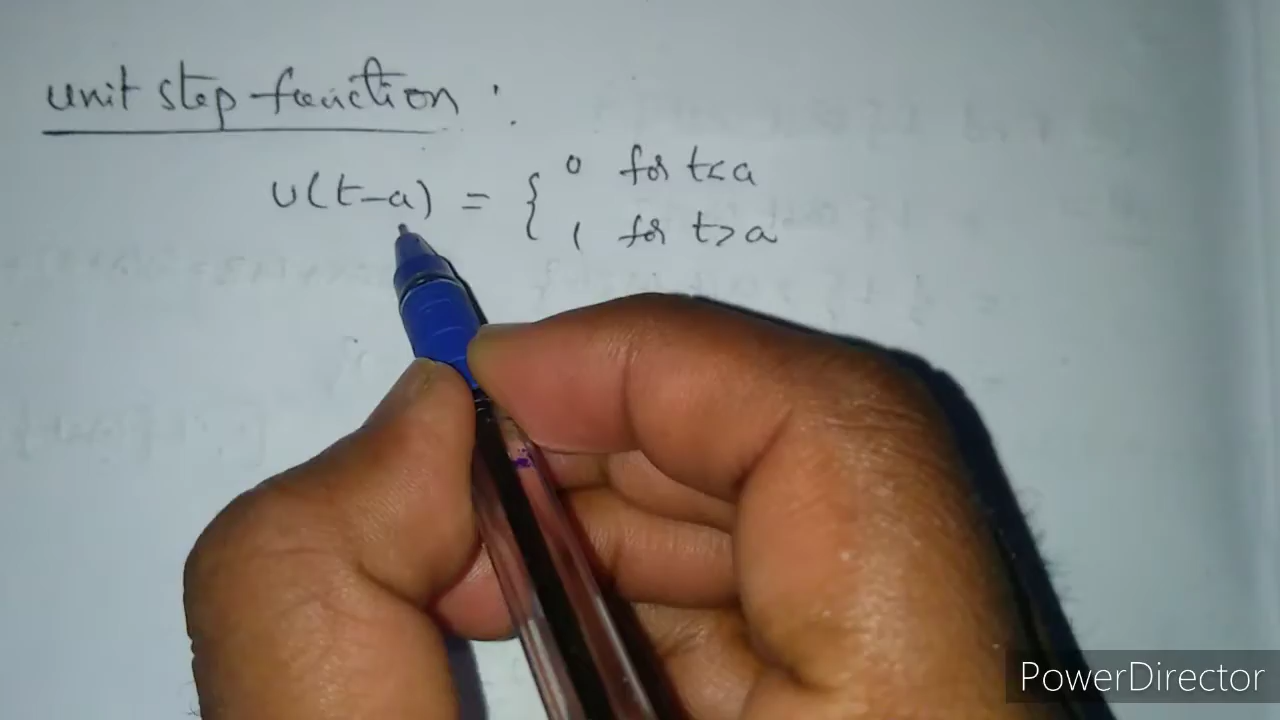 unit step function :
U(t-a) = { 0 for t<a
1 for t>a
PowerDirector